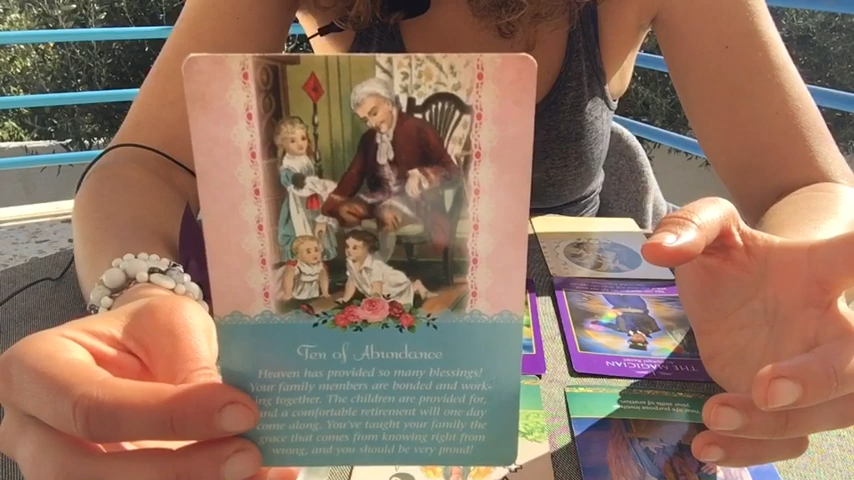 Ten of Abundance
Heaven has provided so many blessings!
Your family members are bonded and work-
ing together. The children are provided for,
and a comfortable retirement will one day
come along. You've taught your family the
grace that comes from knowing right from
wrong, and you should be very proud!
THE MAGICIAN